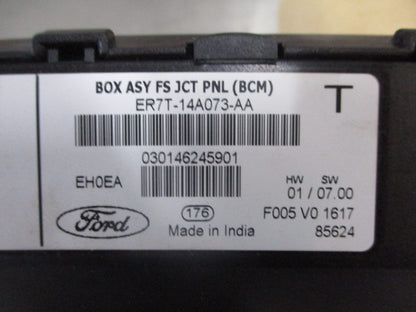 BOX ASY FS JCT PNL (BCM)
T
ER7T-14A073-AA
030146245901
EH0EA
HW SW
01 / 07.00
Ford
176
F005 V0 1617
Made in India
85624